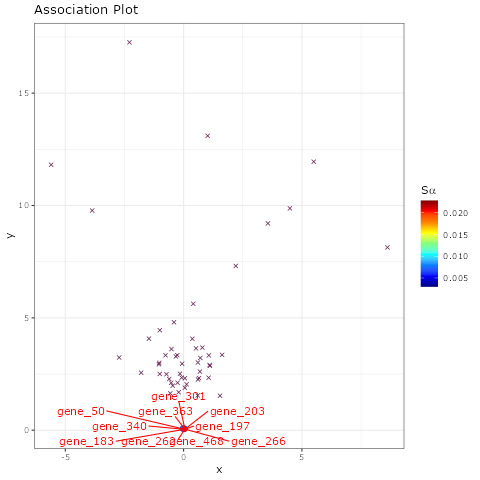 Association Plot
15
10
5
0
y
-5
0
5
x
Sα
0.020
0.015
0.010
0.005
gene_301
gene_50
gene_363
gene_203
gene_340
gene_197
gene_183
gene_262
gene_468
gene_266